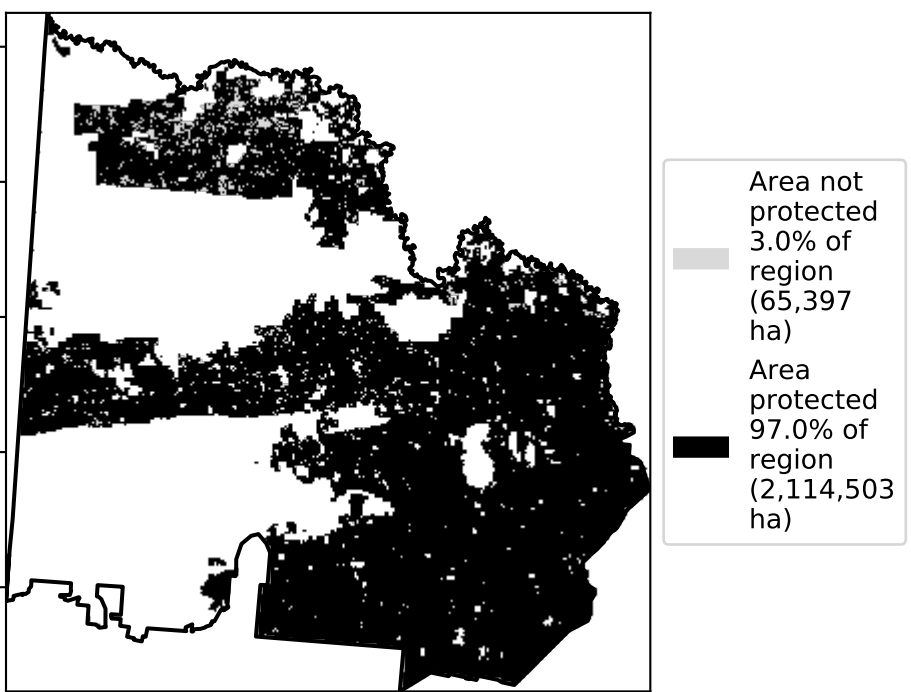 Area not
protected
3.0% of
region
(65,397
ha)
Area
protected
97.0% of
region
(2,114,503
ha)